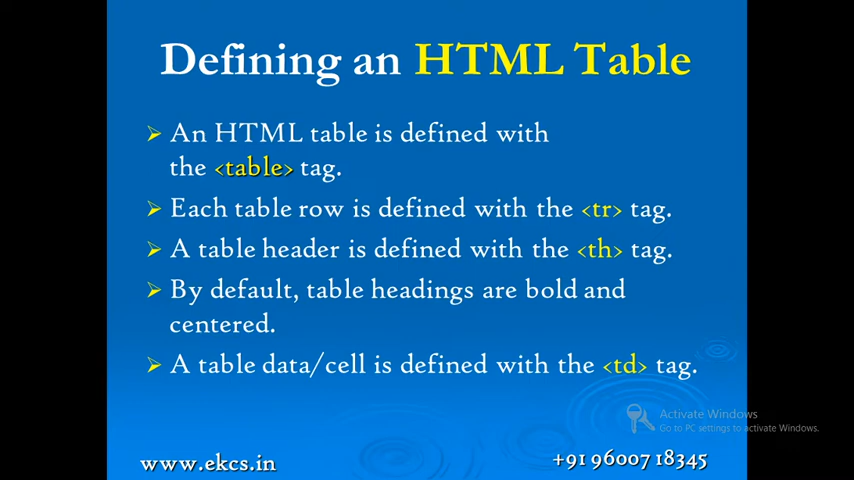 Defining an HTML Table
➢ An HTML table is defined with
the <table> tag.
➢ Each table row is defined with the <tr> tag.
➢ A table header is defined with the <th> tag.
➢ By default, table headings are bold and
centered.
➢ A table data/cell is defined with the <td> tag.
Activate Windows
Go to PC settings to activate Windows.
www.ekcs.in
+91 96007 18345